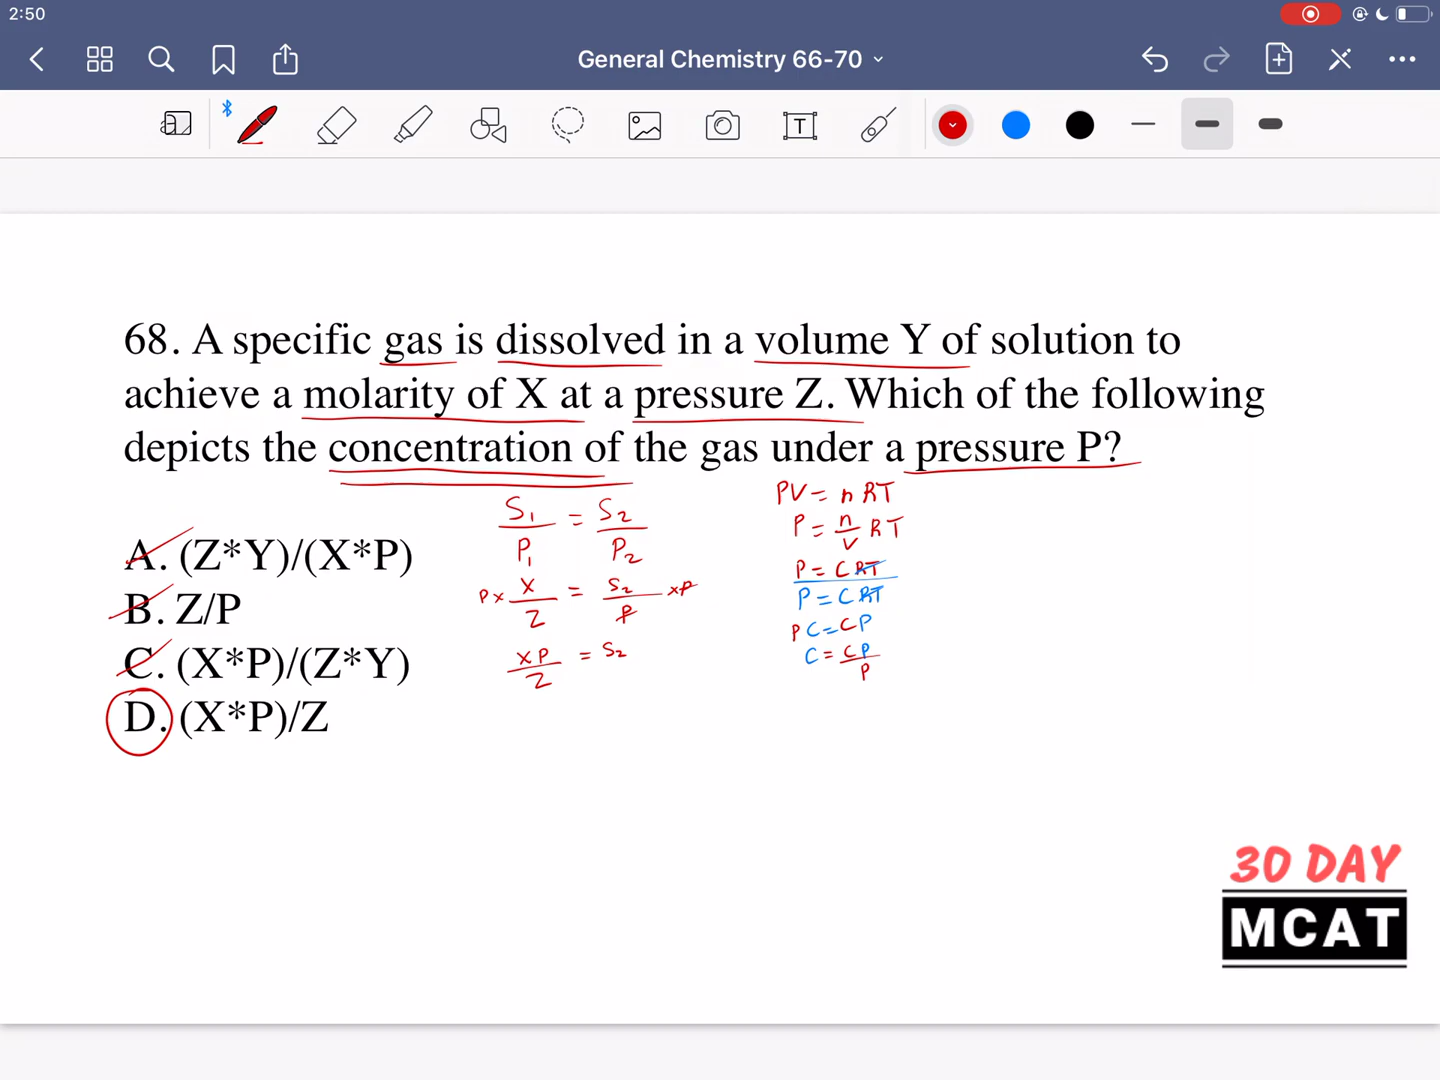 2:50
General Chemistry 66-70
68. A specific gas is dissolved in a volume Y of solution to
achieve a molarity of X at a pressure Z. Which of the following
depicts the concentration of the gas under a pressure P?
A. (Z*Y)/(X*P)
B. Z/P
C. (X*P)/(Z*Y)
D. (X*P)/Z
S₁/P₁ = S₂/P₂
P× X/Z = S₂/P ×P
XP/Z = S₂
PV = nRT
P = n/V RT
P = CRT
P = CRT
PC = CP
C = CP/P
30 DAY
MCAT